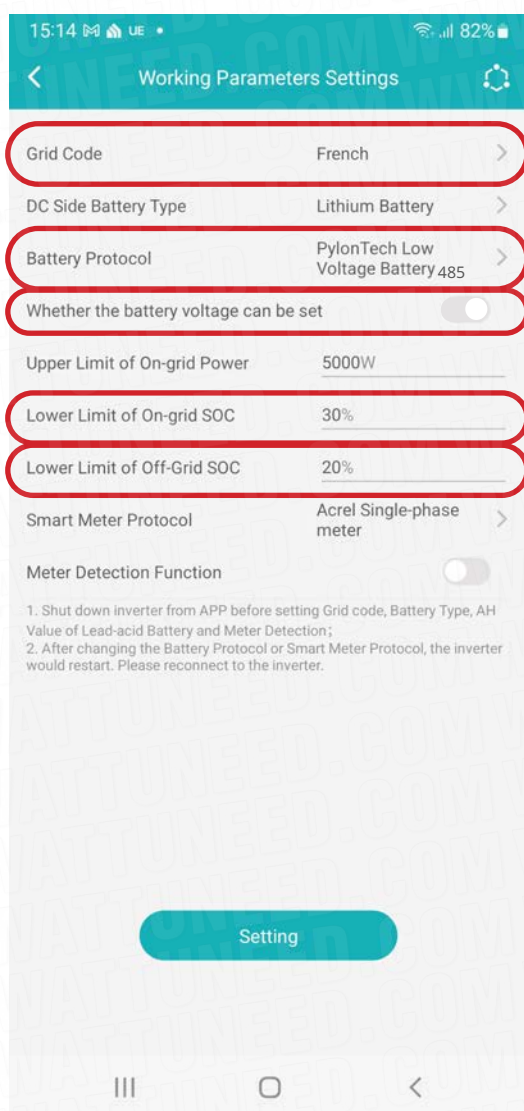 15:14 UE • 82%
Working Parameters Settings
Grid Code French
DC Side Battery Type Lithium Battery
Battery Protocol PylonTech Low
Voltage Battery 485
Whether the battery voltage can be set
Upper Limit of On-grid Power 5000W
Lower Limit of On-grid SOC 30%
Lower Limit of Off-Grid SOC 20%
Smart Meter Protocol Acrel Single-phase
meter
Meter Detection Function
1. Shut down inverter from APP before setting Grid code, Battery Type, AH
Value of Lead-acid Battery and Meter Detection;
2. After changing the Battery Protocol or Smart Meter Protocol, the inverter
would restart. Please reconnect to the inverter.
WATTUNEED.COM
Setting